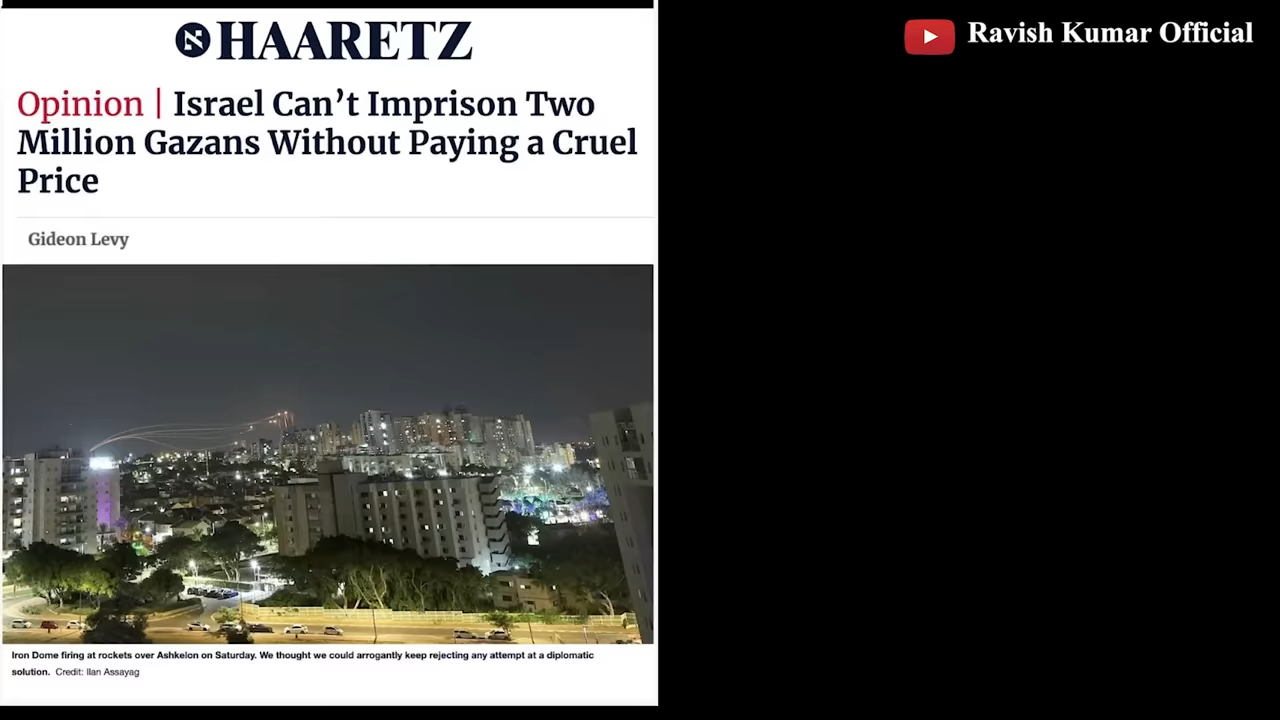 HAARETZ
Opinion | Israel Can’t Imprison Two
Million Gazans Without Paying a Cruel
Price
Gideon Levy
Iron Dome firing at rockets over Ashkelon on Saturday. We thought we could arrogantly keep rejecting any attempt at a diplomatic
solution. Credit: Ilan Assayag
Ravish Kumar Official